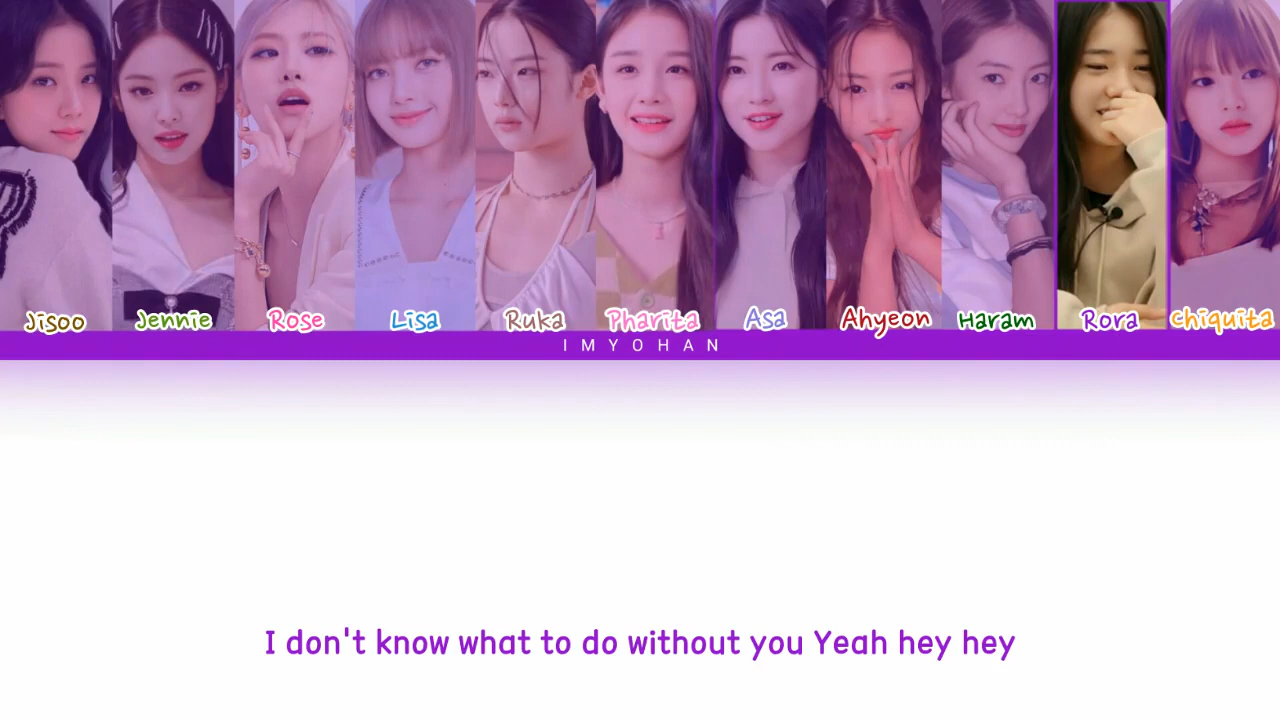 Jisoo Jennie Rose Lisa Ruka Pharita Asa Ahyeon Haram Rora chiquita
IMYOHAN
I don't know what to do without you Yeah hey hey